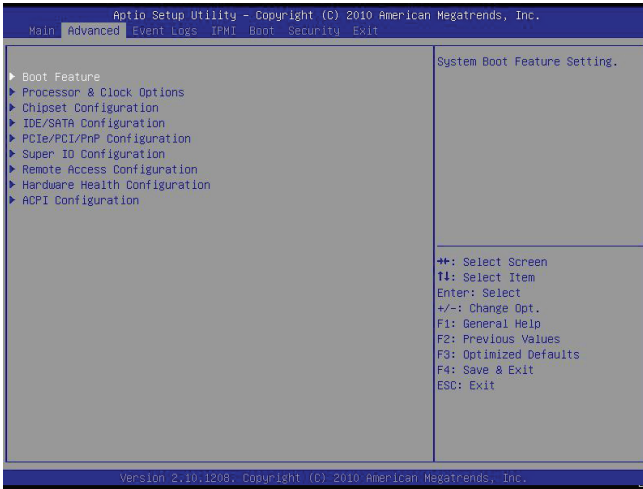 Aptio Setup Utility – Copyright (C) 2010 American Megatrends, Inc.
Main Advanced Event Logs IPMI Boot Security Exit
▶ Boot Feature
▶ Processor & Clock Options
▶ Chipset Configuration
▶ IDE/SATA Configuration
▶ PCIe/PCI/PnP Configuration
▶ Super IO Configuration
▶ Remote Access Configuration
▶ Hardware Health Configuration
▶ ACPI Configuration
System Boot Feature Setting.
→←: Select Screen
↑↓: Select Item
Enter: Select
+/-: Change Opt.
F1: General Help
F2: Previous Values
F3: Optimized Defaults
F4: Save & Exit
ESC: Exit
Version 2.10.1208. Copyright (C) 2010 American Megatrends, Inc.